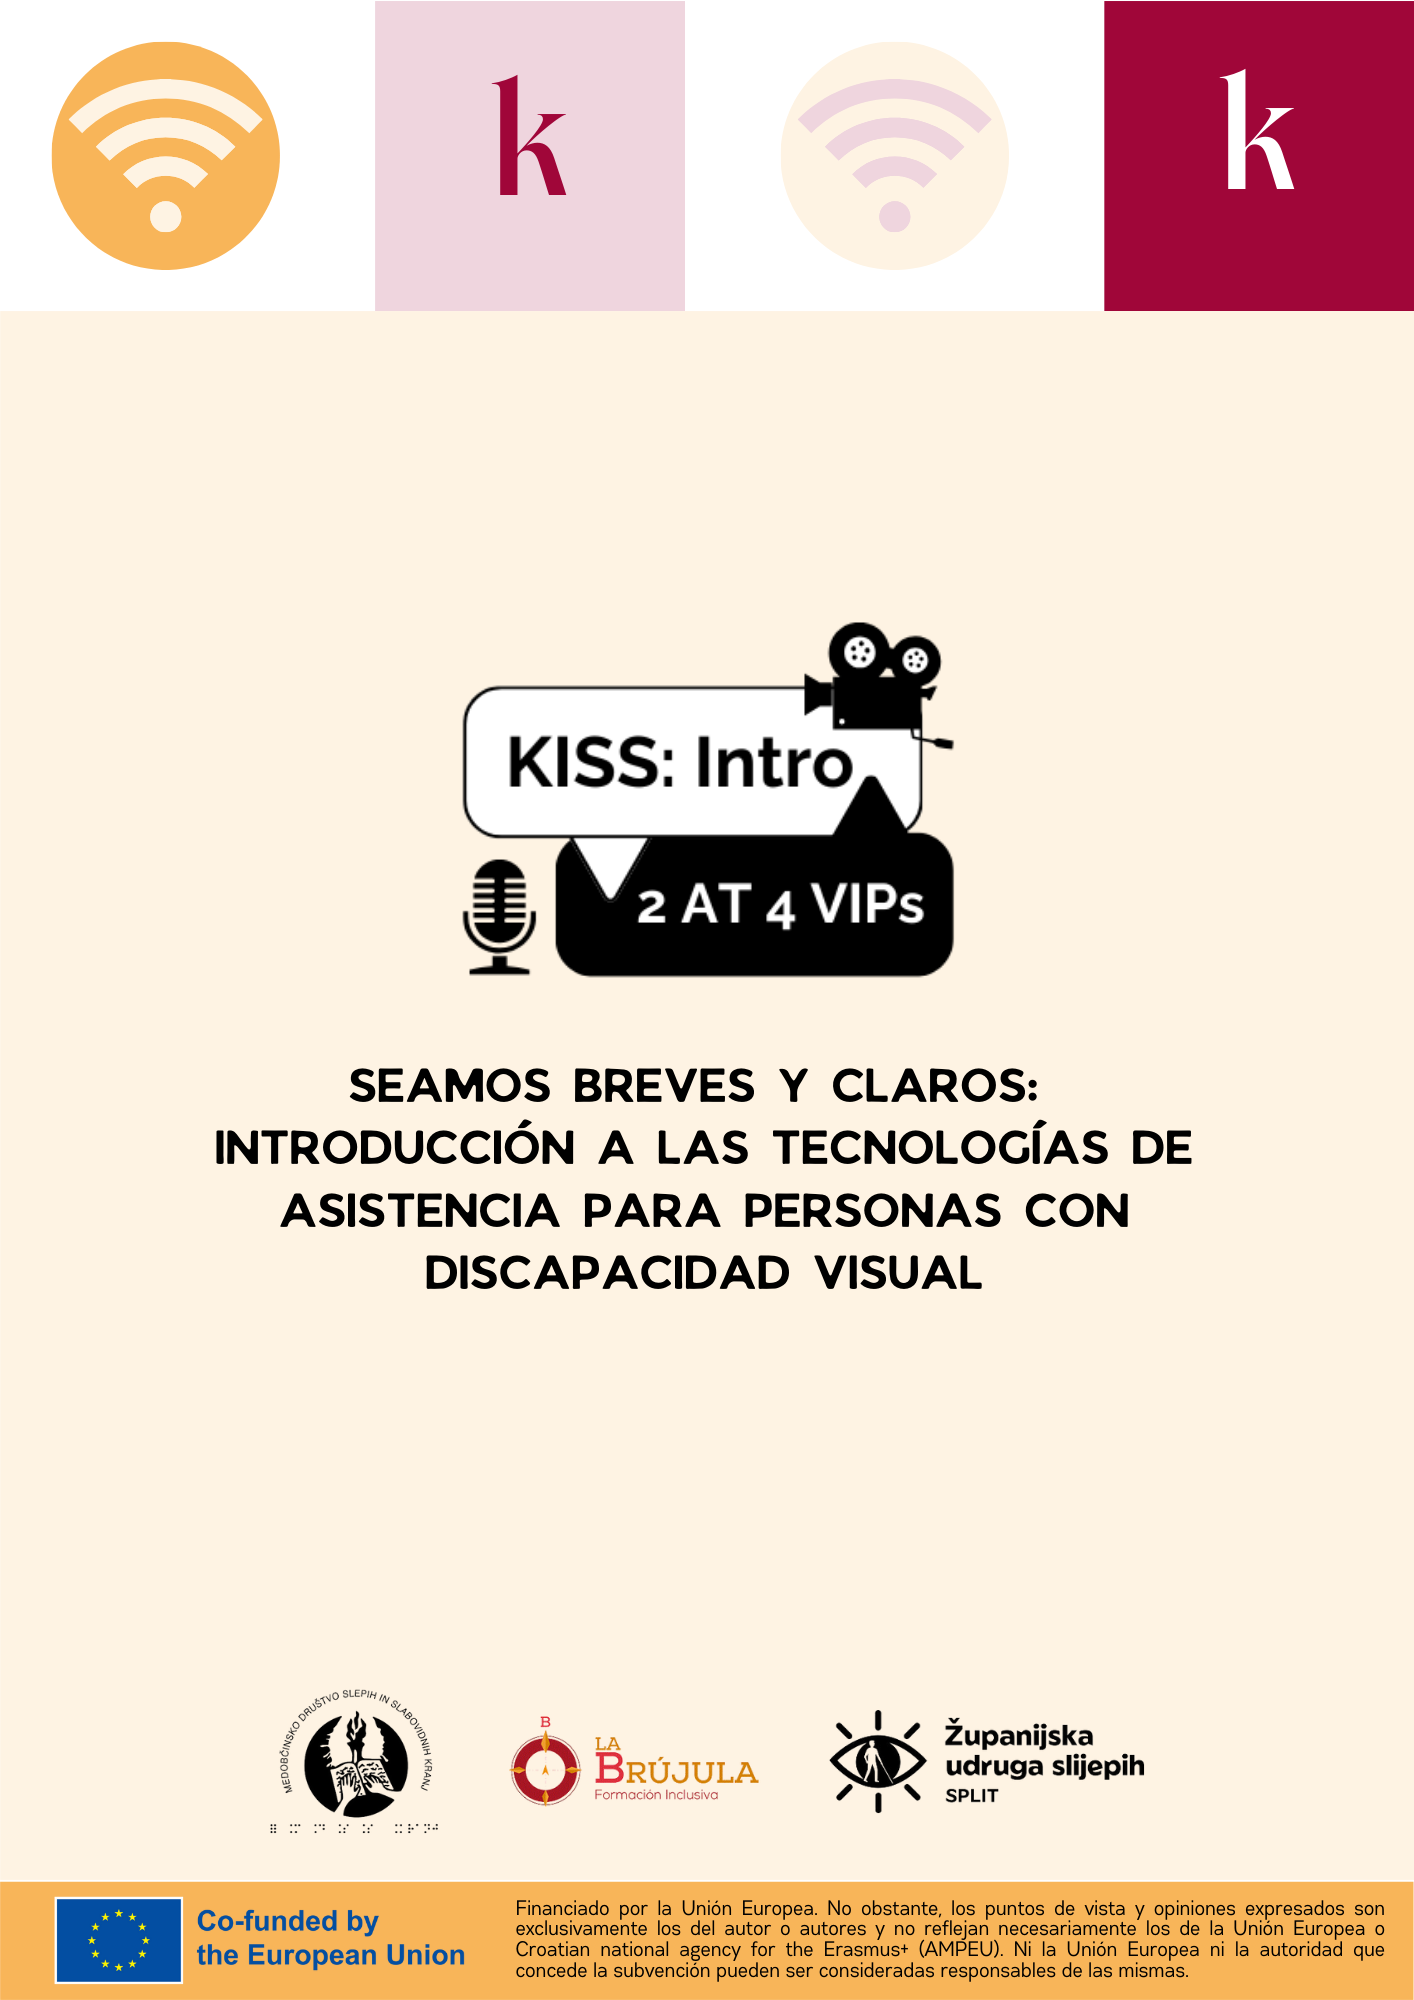 k
k
KISS: Intro
2 AT 4 VIPs
SEAMOS BREVES Y CLAROS:
INTRODUCCIÓN A LAS TECNOLOGÍAS DE
ASISTENCIA PARA PERSONAS CON
DISCAPACIDAD VISUAL
MEDOBČINSKO DRUŠTVO SLEPIH IN SLABOVIDNIH KRANJ
B
LA
BRÚJULA
Formación Inclusiva
Županijska
udruga slijepih
SPLIT
Co-funded by
the European Union
Financiado por la Unión Europea. No obstante, los puntos de vista y opiniones expresados son
exclusivamente los del autor o autores y no reflejan necesariamente los de la Unión Europea o
Croatian national agency for the Erasmus+ (AMPEU). Ni la Unión Europea ni la autoridad que
concede la subvención pueden ser consideradas responsables de las mismas.